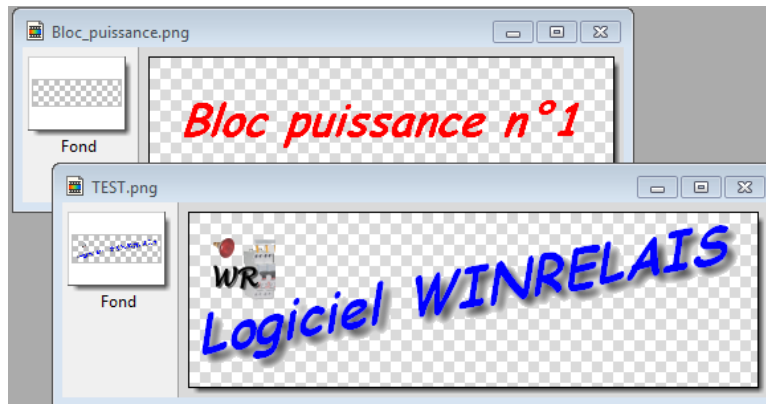 Bloc_puissance.png
Fond
Bloc puissance n°1
TEST.png
Fond
WR
Logiciel WINRELAIS